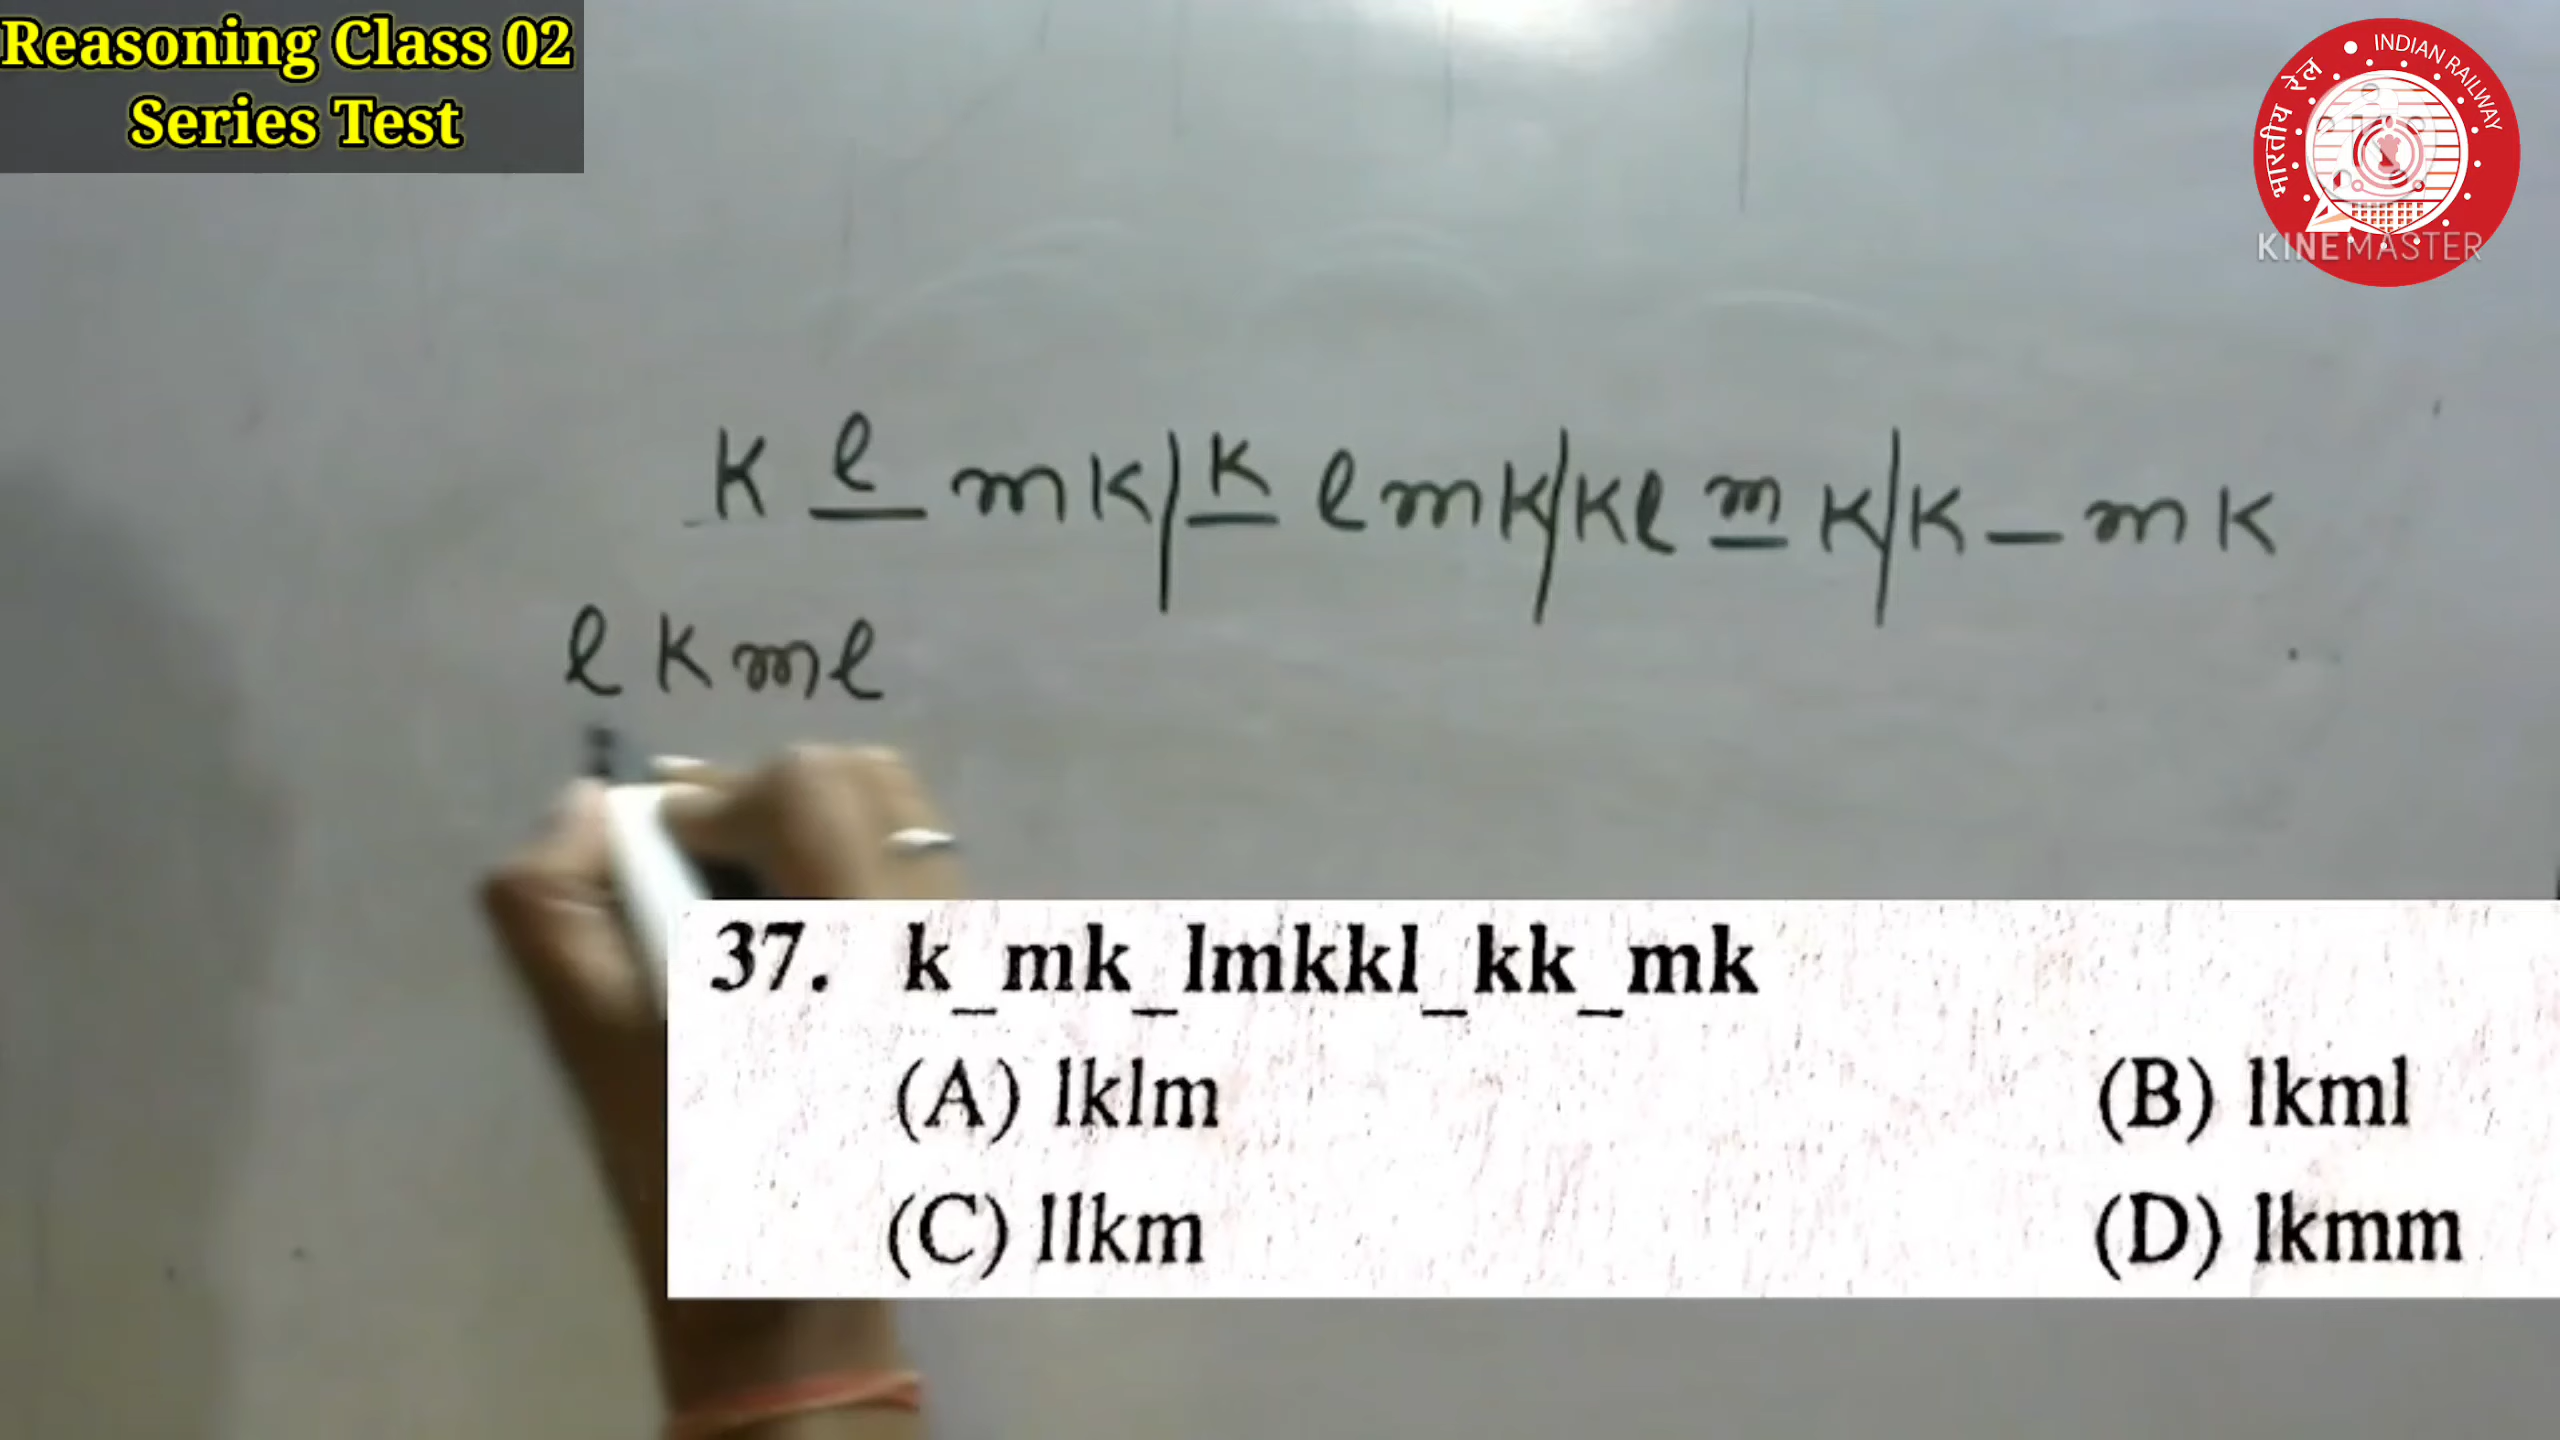 Reasoning Class 02
Series Test
भारतीय रेल INDIAN RAILWAY
KINEMASTER
K l m K | K l m K | K l m K | K _ m K
l K m l
37. k_mk_lmkkl_kk_mk
(A) lklm (B) lkml
(C) llkm (D) lkmm